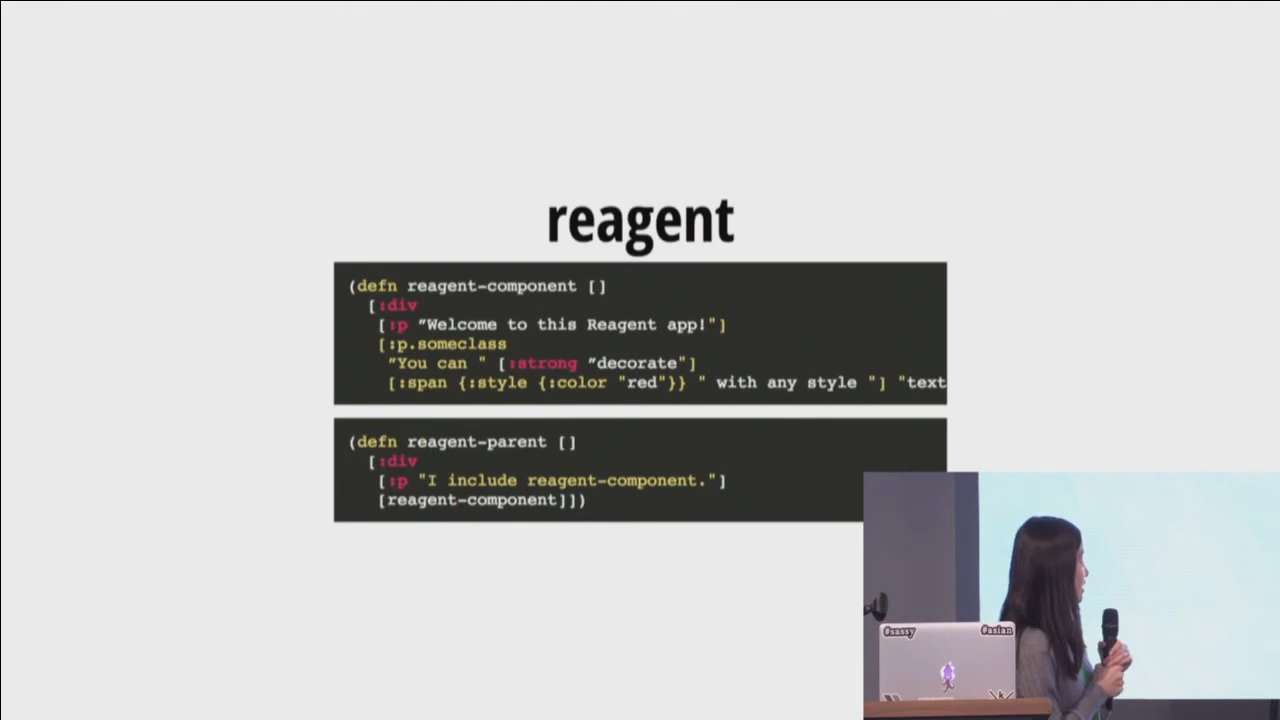 reagent
(defn reagent-component []
[:div
[:p "Welcome to this Reagent app!"]
[:p.someclass
"You can " [:strong "decorate"]
[:span {:style {:color "red"}} " with any style "] "text
(defn reagent-parent []
[:div
[:p "I include reagent-component."]
[reagent-component]])
#sassy
#asian